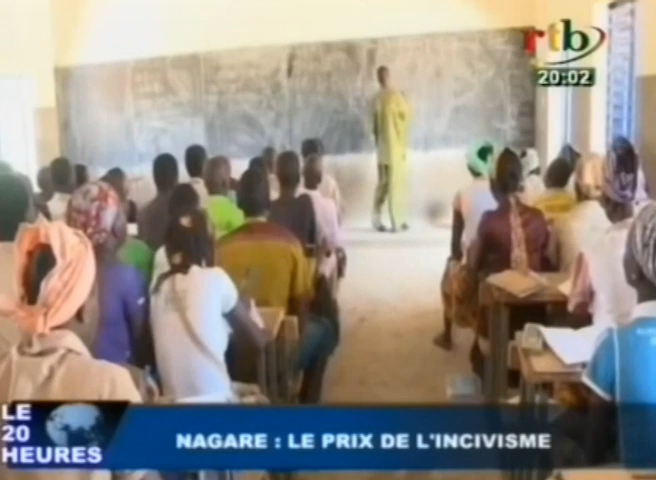 rtb
20:02
LE
20
HEURES
NAGARE : LE PRIX DE L'INCIVISME